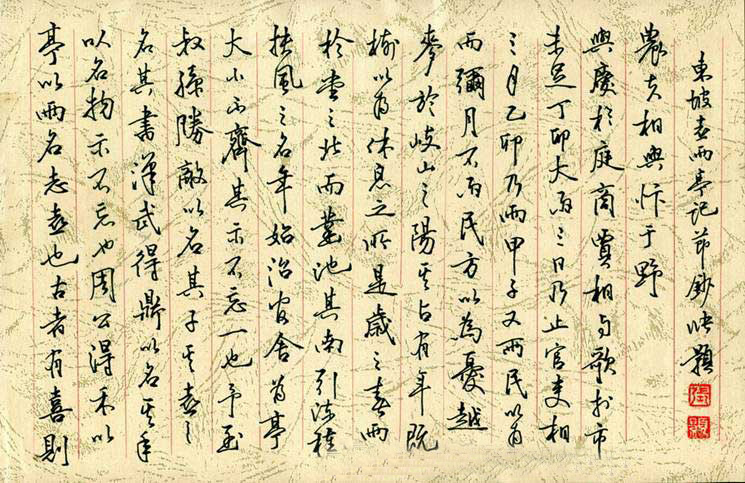 亭以雨名志喜也古者有喜則
以名物示不忘也周公得禾以
名其書漢武得鼎以名其年
叔孫勝敵以名其子其喜之
大小不齊其示不忘一也予至
扶風之名年始治官舍為亭
於堂之北而鑿池其南引流種
樹以為休息之所是歲之春雨
麥於岐山之陽其占有年既
而彌月不雨民方以為憂越
三月乙卯乃雨甲子又雨民以為
未足丁卯大雨三日乃止官吏相
與慶於庭商賈相与歌於市
農夫相與忭于野
東坡喜雨亭記節鈔